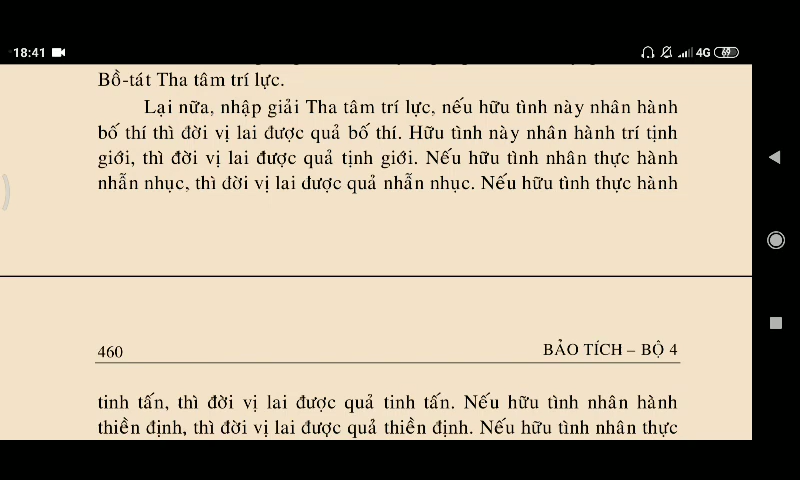 18:41
4G 69
Bồ-tát Tha tâm trí lực.
Lại nữa, nhập giải Tha tâm trí lực, nếu hữu tình này nhân hành
bố thí thì đời vị lai được quả bố thí. Hữu tình này nhân hành trí tịnh
giới, thì đời vị lai được quả tịnh giới. Nếu hữu tình nhân thực hành
nhẫn nhục, thì đời vị lai được quả nhẫn nhục. Nếu hữu tình thực hành
460 BẢO TÍCH – BỘ 4
tinh tấn, thì đời vị lai được quả tinh tấn. Nếu hữu tình nhân hành
thiền định, thì đời vị lai được quả thiền định. Nếu hữu tình nhân thực